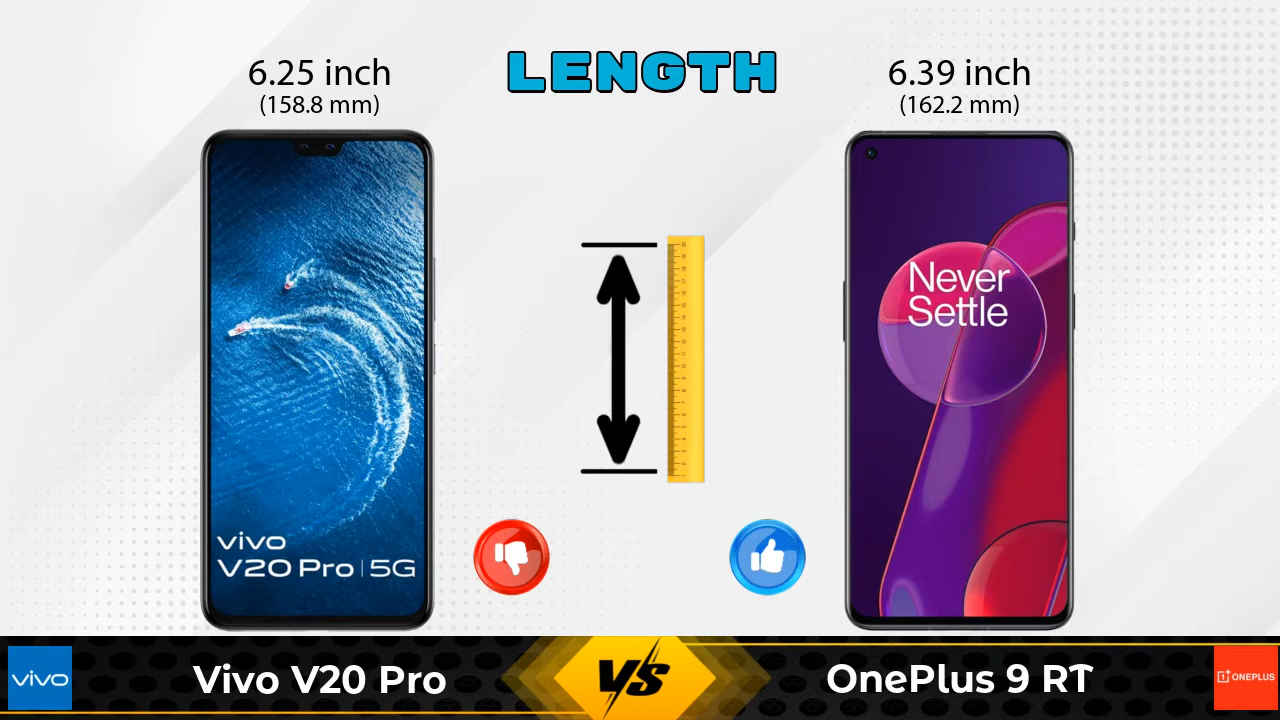 LENGTH
6.25 inch
(158.8 mm)
6.39 inch
(162.2 mm)
Never
Settle
vivo
V20 Pro | 5G
vivo
Vivo V20 Pro
VS
OnePlus 9 RT
1+ ONEPLUS